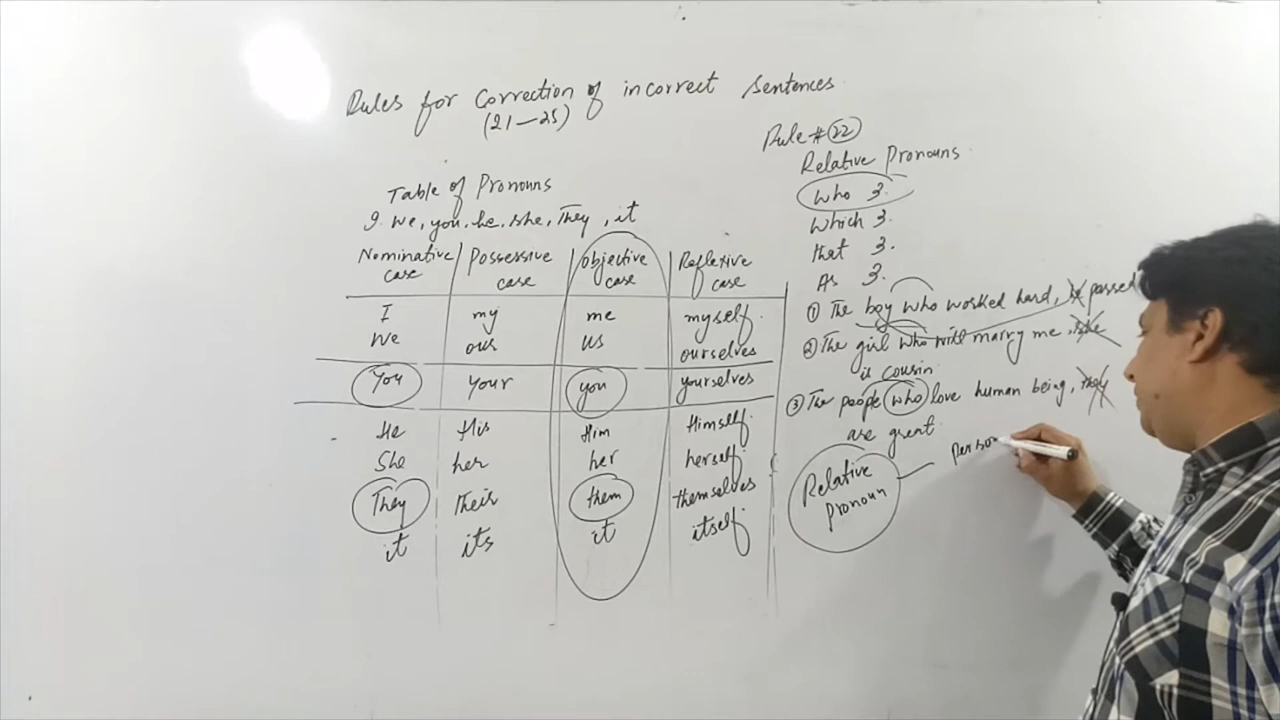 Rules for Correction of incorrect sentences
(21-25)
Table of Pronouns
I, we, you, he, she, They, it
Nominative case Possessive case objective case Reflexive case
I my me myself
We our us ourselves
You your you yourselves
He His Him Himself
She her her herself
They Their them themselves
it its it itself
Rule # 22
Relative Pronouns
who 3.
Which 3.
that 3.
As 3.
① The boy who worked hard, passed
② The girl who will marry me, she
is cousin
③ The people who love human being, they
are great
Relative pronoun
Person